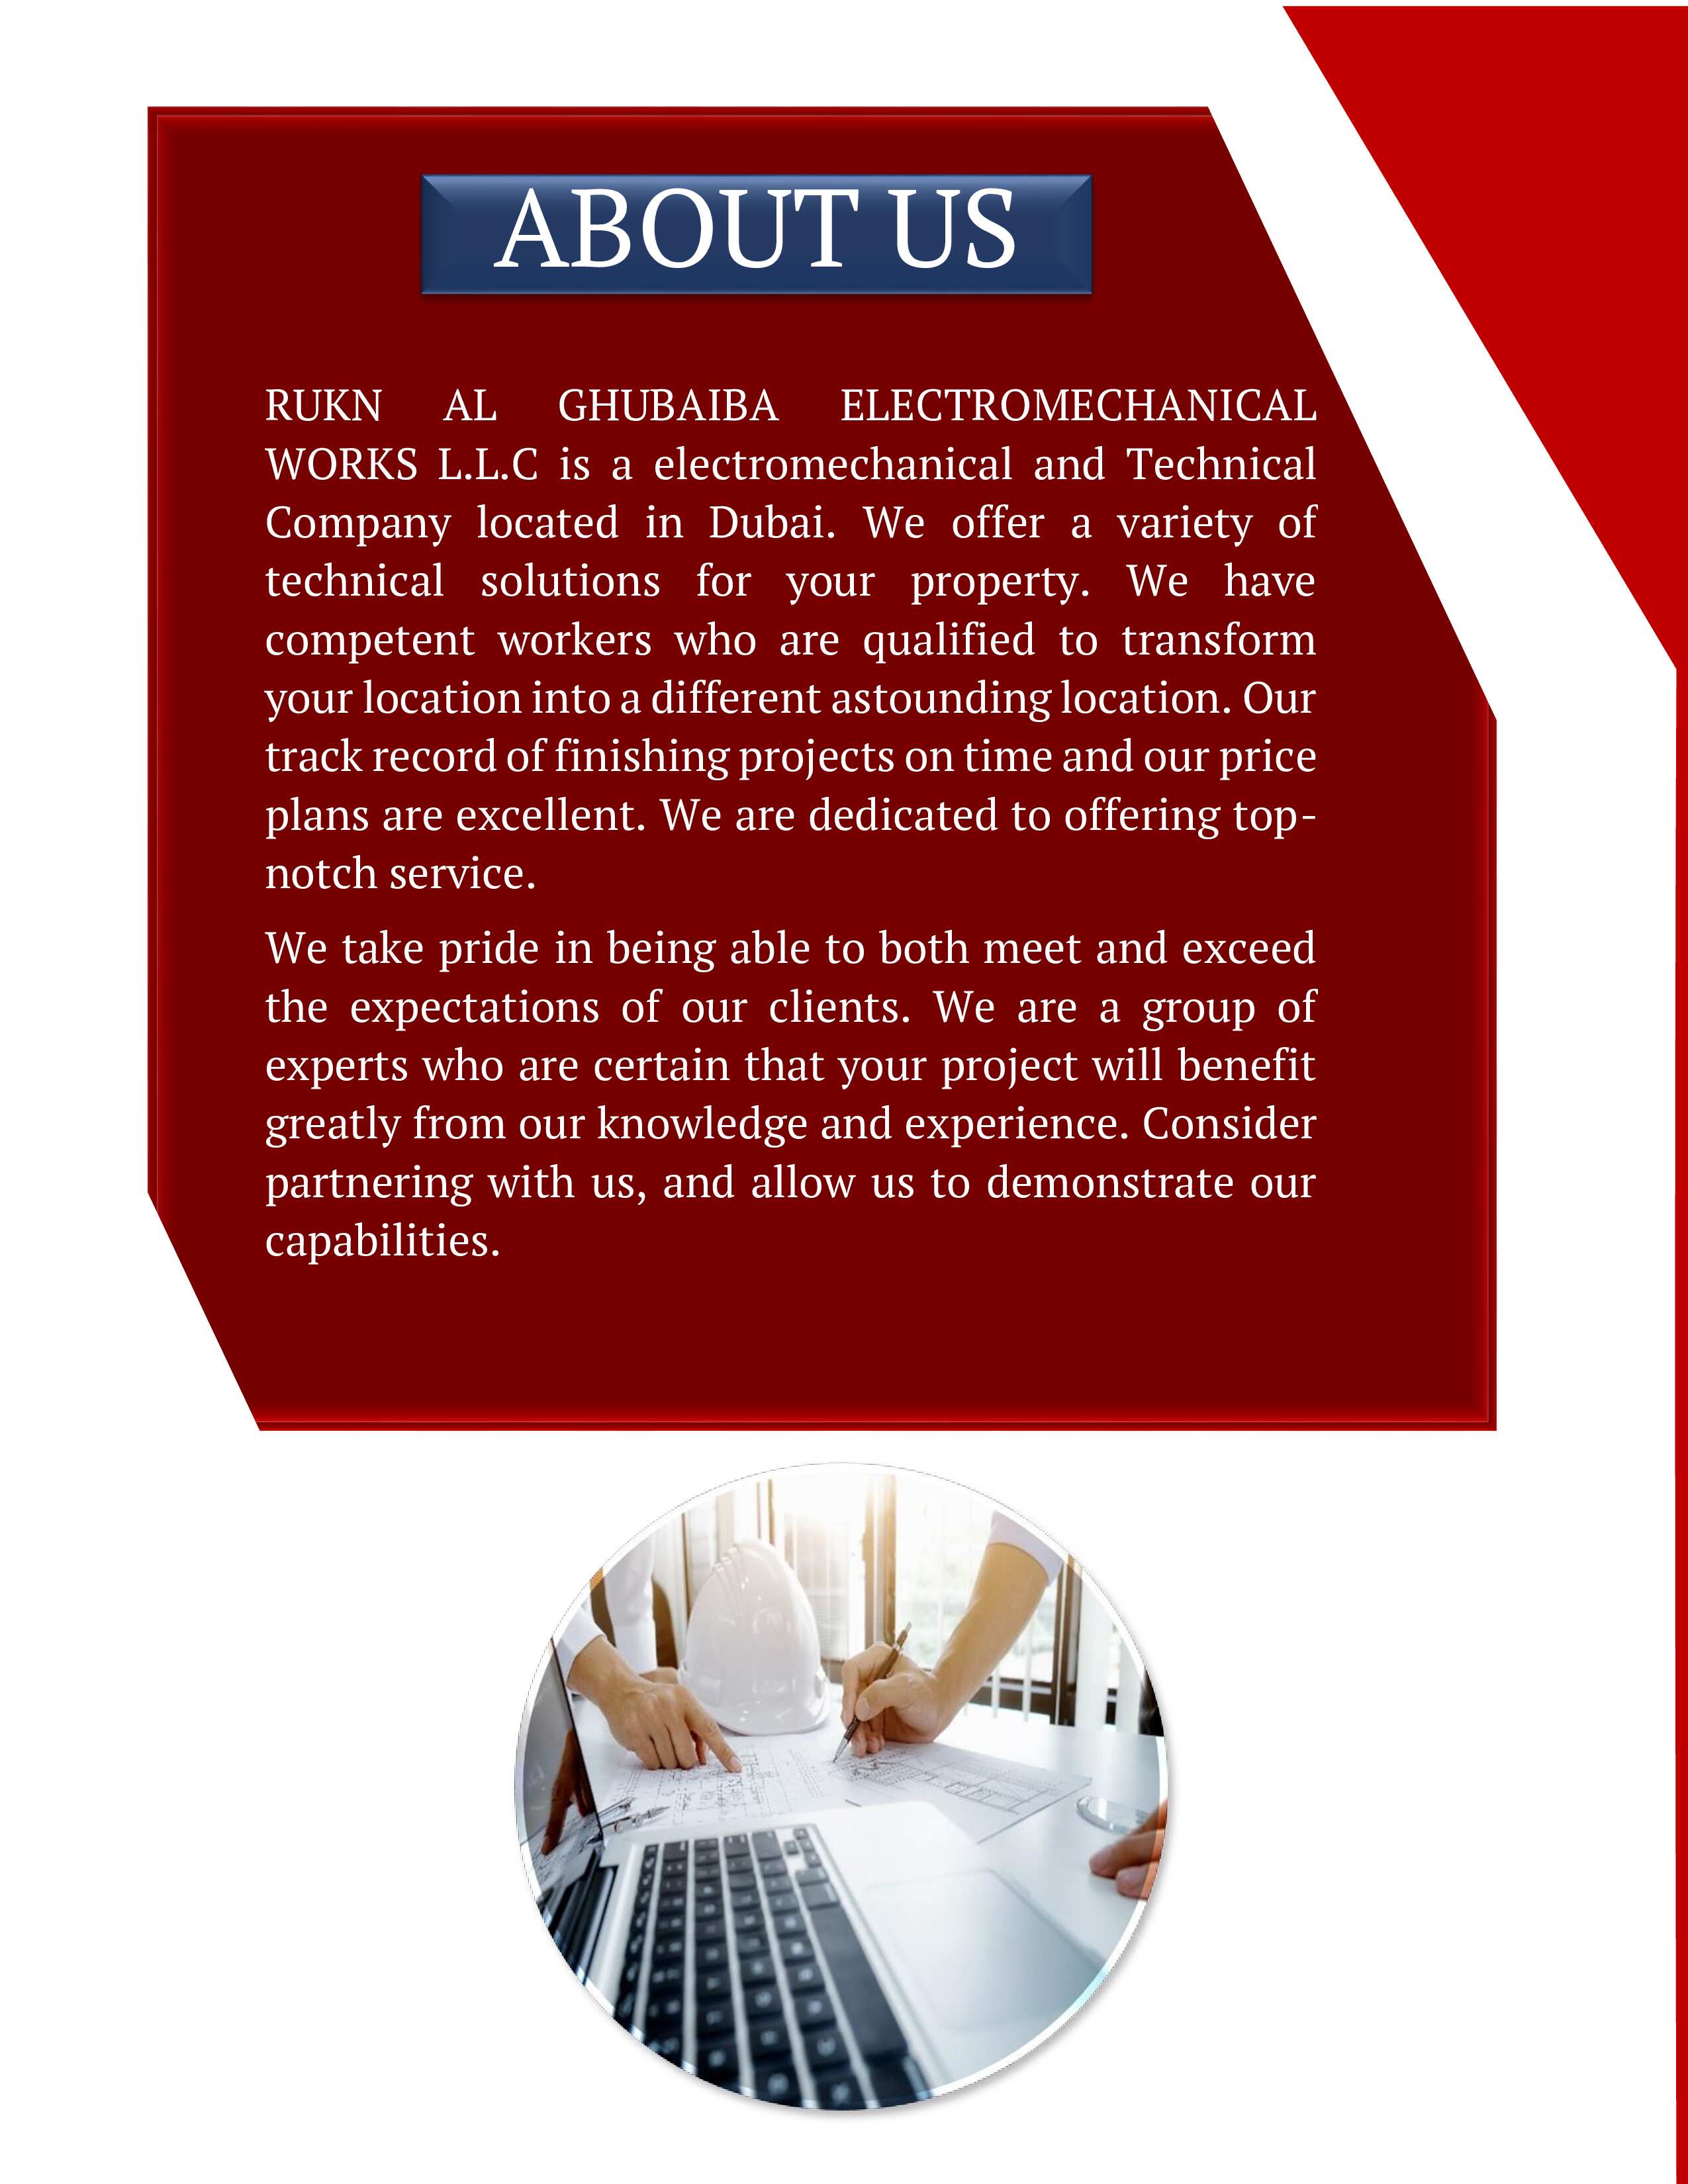 ABOUT US
RUKN AL GHUBAIBA ELECTROMECHANICAL
WORKS L.L.C is a electromechanical and Technical
Company located in Dubai. We offer a variety of
technical solutions for your property. We have
competent workers who are qualified to transform
your location into a different astounding location. Our
track record of finishing projects on time and our price
plans are excellent. We are dedicated to offering top-
notch service.
We take pride in being able to both meet and exceed
the expectations of our clients. We are a group of
experts who are certain that your project will benefit
greatly from our knowledge and experience. Consider
partnering with us, and allow us to demonstrate our
capabilities.